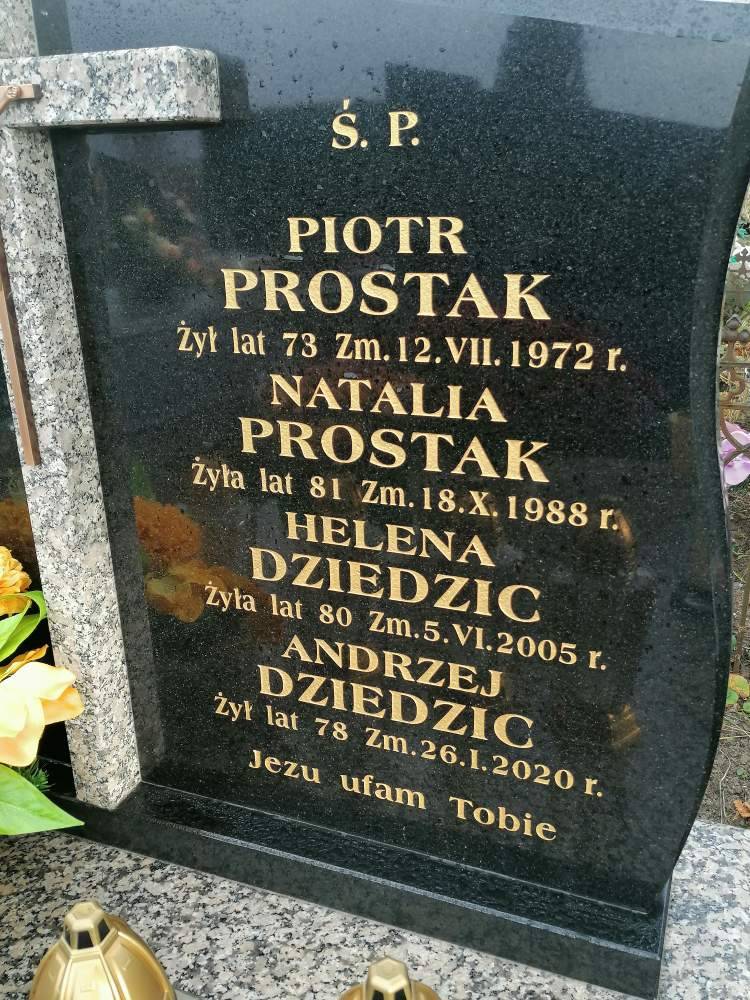 Ś. P.
PIOTR
PROSTAK
Żył lat 73 Zm. 12. VII. 1972 r.
NATALIA
PROSTAK
Żyła lat 81 Zm. 18. X. 1988 r.
HELENA
DZIEDZIC
Żyła lat 80 Zm. 5. VI. 2005 r.
ANDRZEJ
DZIEDZIC
Żył lat 78 Zm. 26. I. 2020 r.
Jezu ufam Tobie